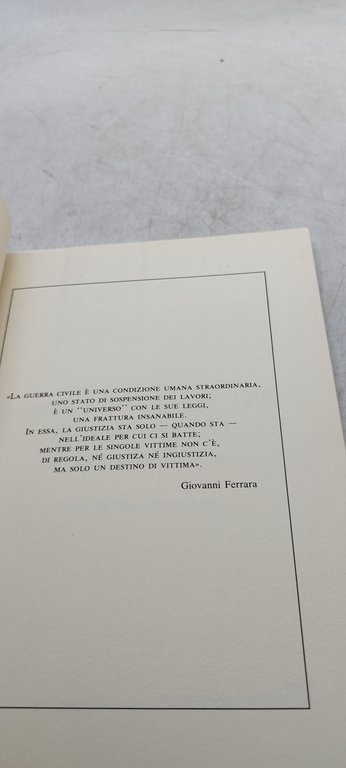 «La guerra civile è una condizione umana straordinaria,
uno stato di sospensione dei lavori;
è un "universo" con le sue leggi,
una frattura insanabile.
In essa, la giustizia sta solo — quando sta —
nell'ideale per cui ci si batte;
mentre per le singole vittime non c'è,
di regola, né giustiza né ingiustizia,
ma solo un destino di vittima».
Giovanni Ferrara